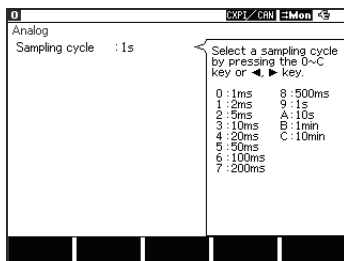 0 CXPI/CAN ⇄Mon
Analog
Sampling cycle :1s
Select a sampling cycle
by pressing the 0~C
key or ◀, ▶ key.
0:1ms 8:500ms
1:2ms 9:1s
2:5ms A:10s
3:10ms B:1min
4:20ms C:10min
5:50ms
6:100ms
7:200ms